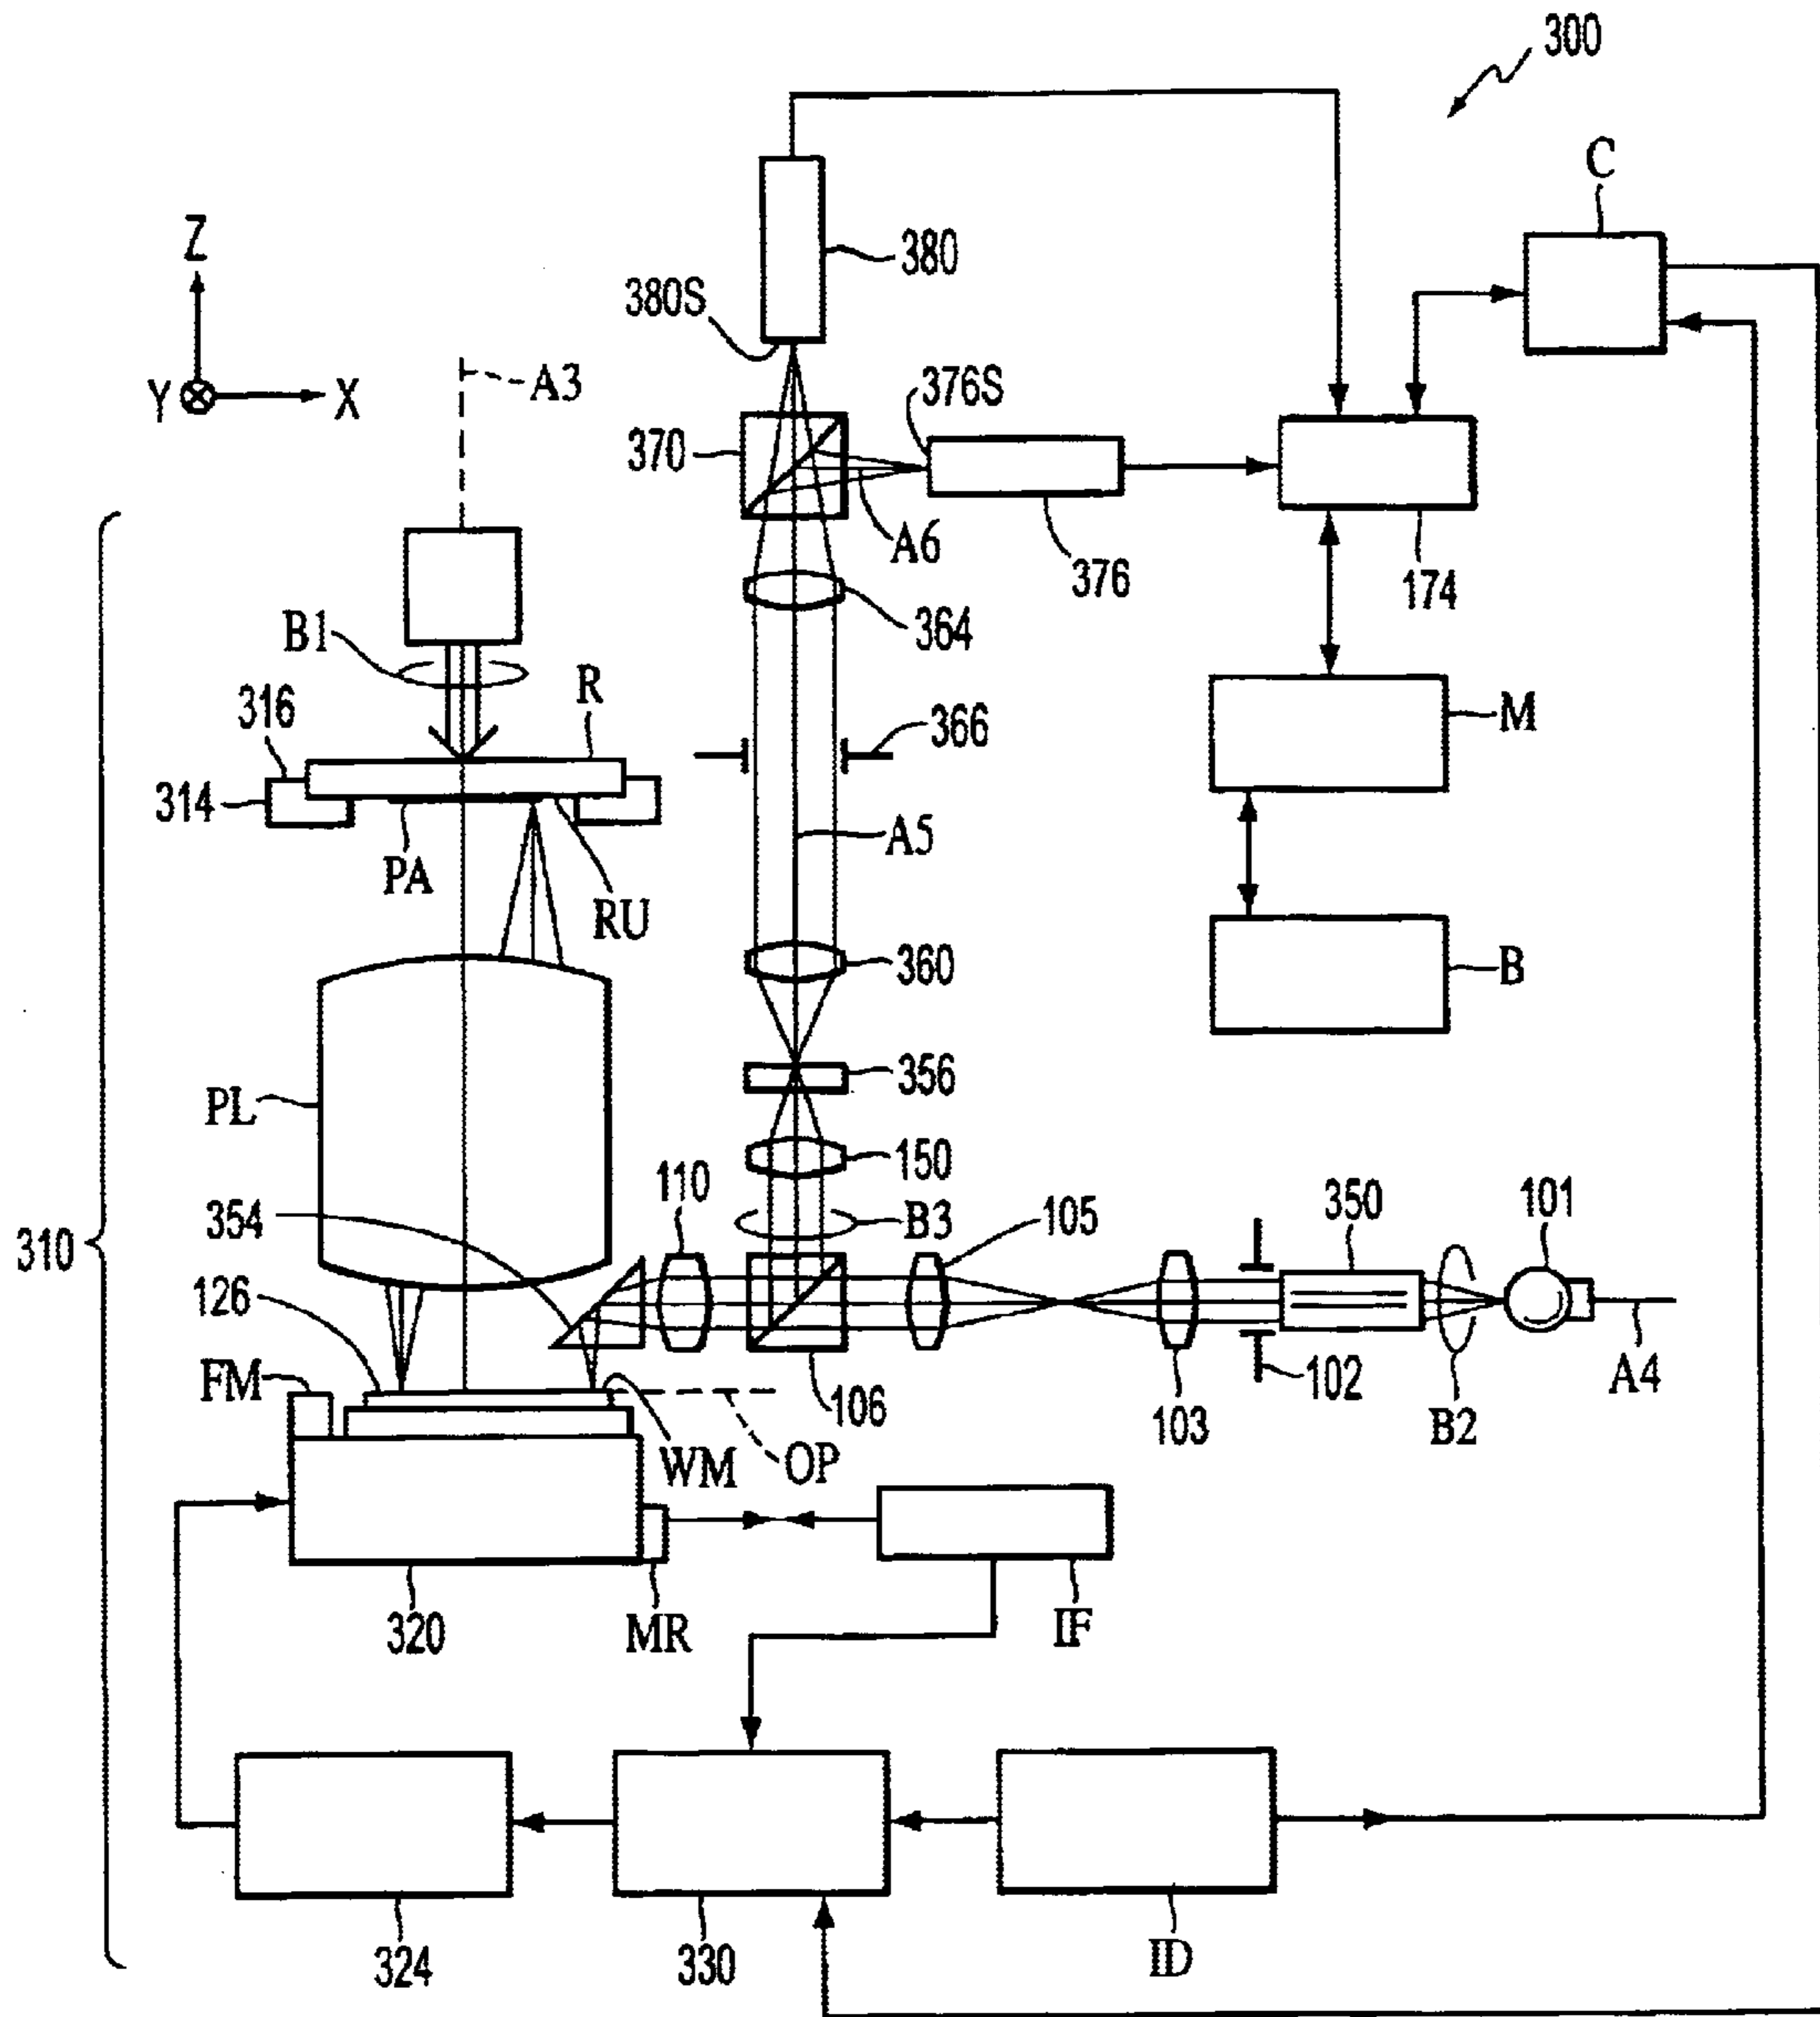 300
C
Z
380
380S
Y
X
A3
376S
370
A6
376
174
364
B1
R
316
366
M
314
A5
PA
RU
360
B
356
PL
150
110
354
B3
105
350
101
310
126
FM
WM
OP
106
103
102
B2
A4
320
MR
IF
324
330
ID